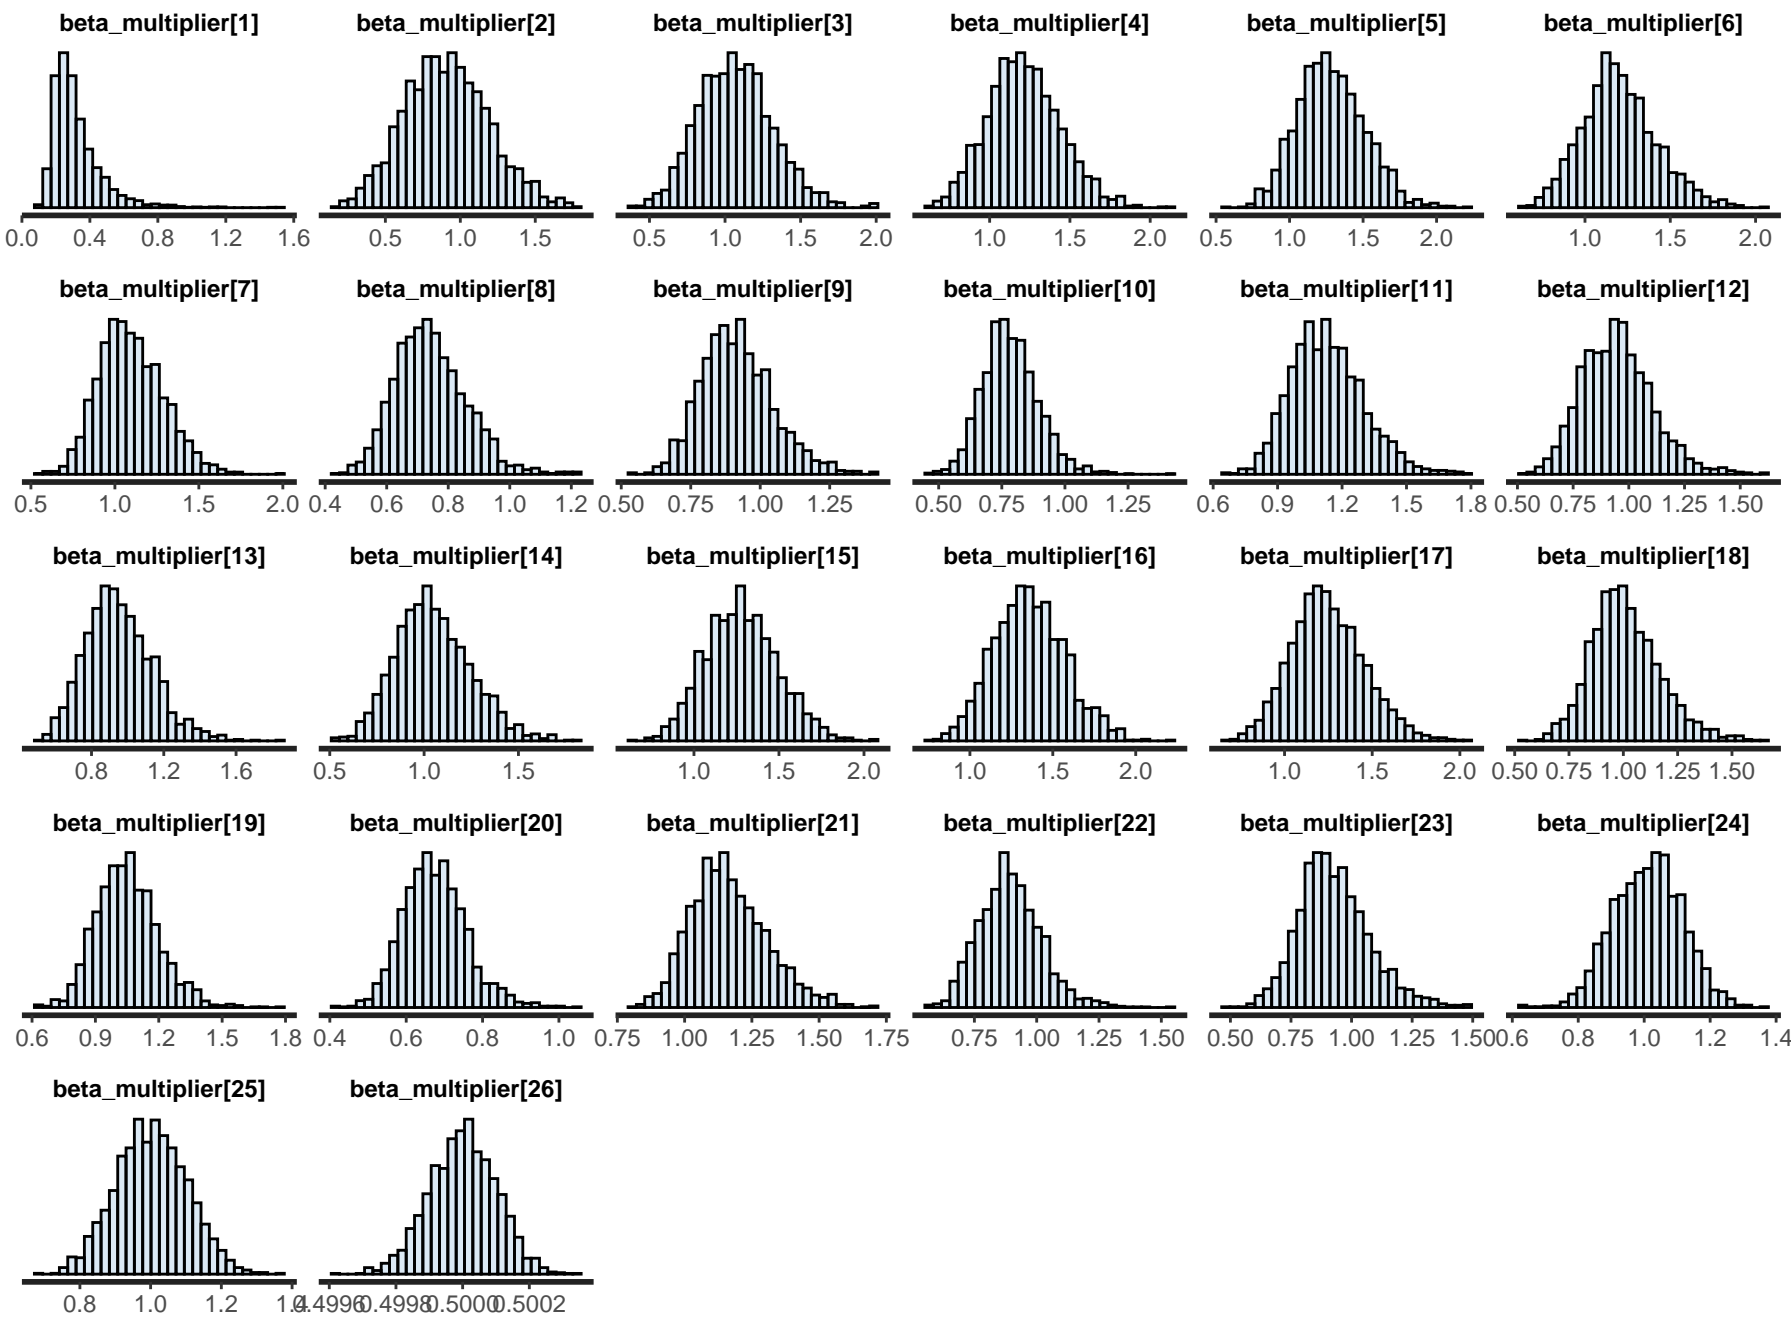 beta_multiplier[1] beta_multiplier[2] beta_multiplier[3] beta_multiplier[4] beta_multiplier[5] beta_multiplier[6]
0.0 0.4 0.8 1.2 1.6 0.5 1.0 1.5 0.5 1.0 1.5 2.0 1.0 1.5 2.0 0.5 1.0 1.5 2.0 1.0 1.5 2.0
beta_multiplier[7] beta_multiplier[8] beta_multiplier[9] beta_multiplier[10] beta_multiplier[11] beta_multiplier[12]
0.5 1.0 1.5 2.0 0.4 0.6 0.8 1.0 1.2 0.50 0.75 1.00 1.25 0.50 0.75 1.00 1.25 0.6 0.9 1.2 1.5 1.8 0.50 0.75 1.00 1.25 1.50
beta_multiplier[13] beta_multiplier[14] beta_multiplier[15] beta_multiplier[16] beta_multiplier[17] beta_multiplier[18]
0.8 1.2 1.6 0.5 1.0 1.5 1.0 1.5 2.0 1.0 1.5 2.0 1.0 1.5 2.0 0.50 0.75 1.00 1.25 1.50
beta_multiplier[19] beta_multiplier[20] beta_multiplier[21] beta_multiplier[22] beta_multiplier[23] beta_multiplier[24]
0.6 0.9 1.2 1.5 1.8 0.4 0.6 0.8 1.0 0.75 1.00 1.25 1.50 1.75 0.75 1.00 1.25 1.50 0.50 0.75 1.00 1.25 1.50 0.6 0.8 1.0 1.2 1.4
beta_multiplier[25] beta_multiplier[26]
0.8 1.0 1.2 1.4 0.4996 0.4998 0.5000 0.5002